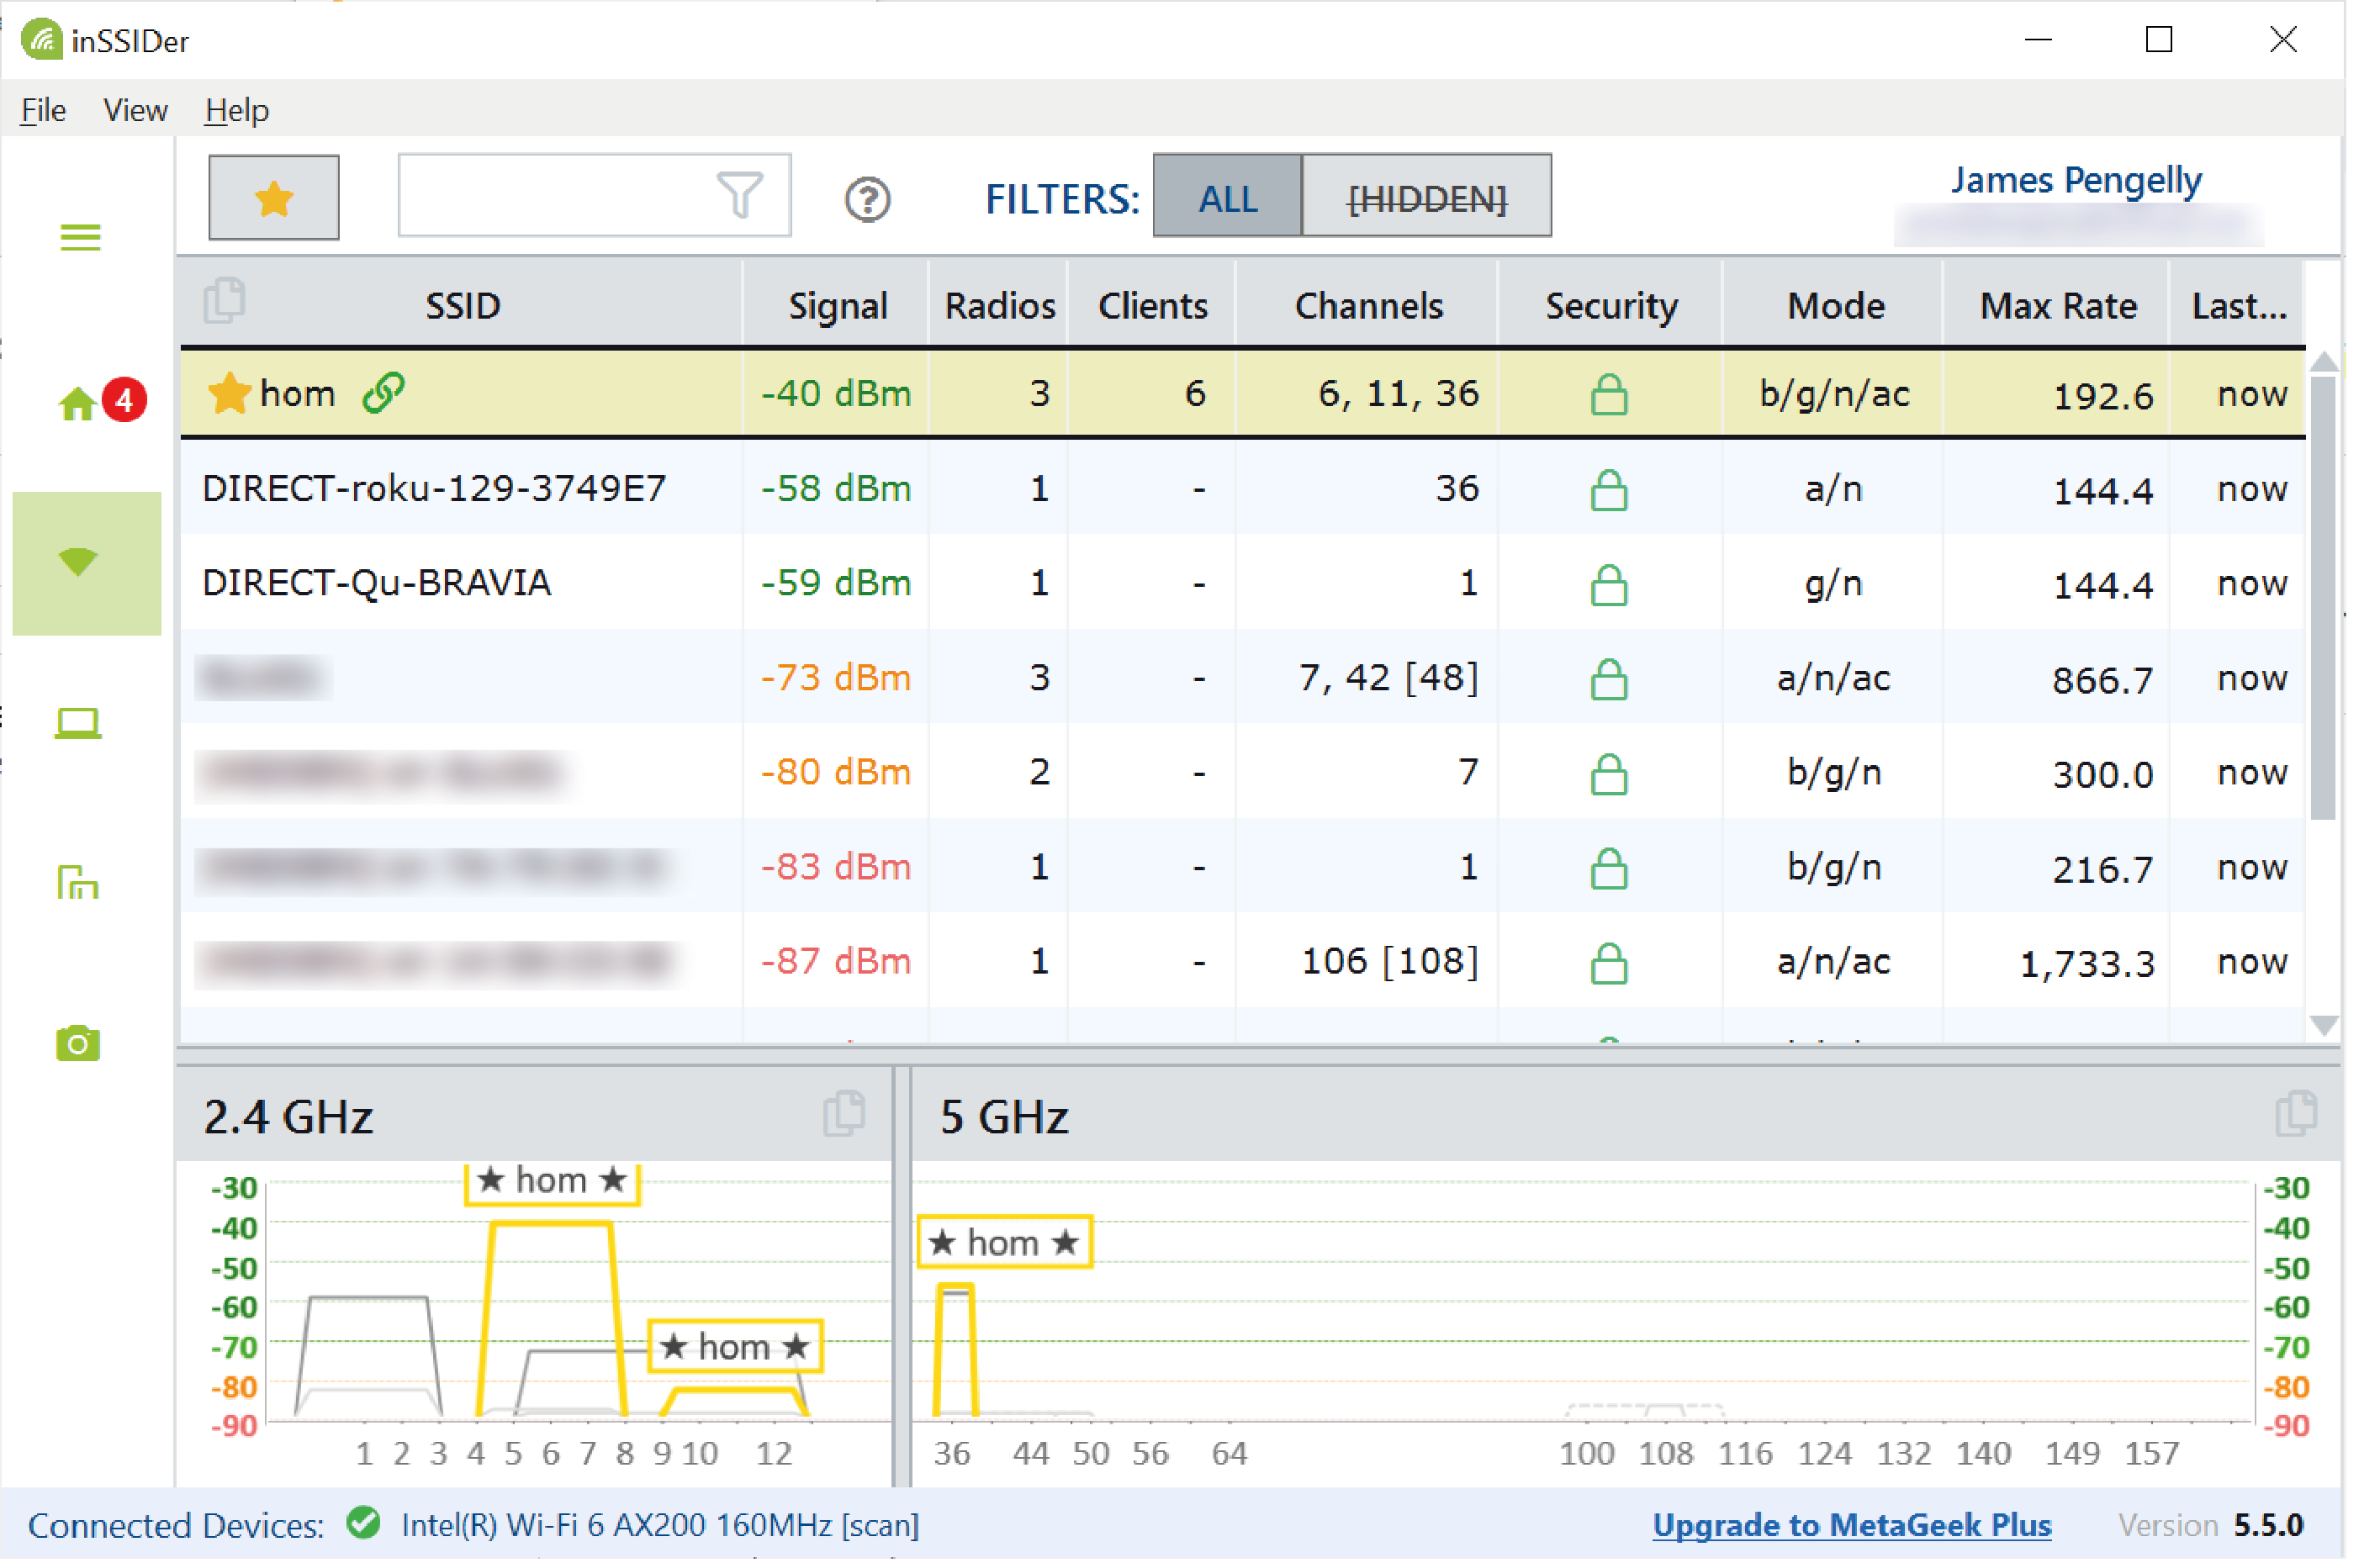 inSSIDer
File View Help
FILTERS: ALL [HIDDEN] James Pengelly
SSID Signal Radios Clients Channels Security Mode Max Rate Last...
4
hom -40 dBm 3 6 6, 11, 36 b/g/n/ac 192.6 now
DIRECT-roku-129-3749E7 -58 dBm 1 - 36 a/n 144.4 now
DIRECT-Qu-BRAVIA -59 dBm 1 - 1 g/n 144.4 now
-73 dBm 3 - 7, 42 [48] a/n/ac 866.7 now
-80 dBm 2 - 7 b/g/n 300.0 now
-83 dBm 1 - 1 b/g/n 216.7 now
-87 dBm 1 - 106 [108] a/n/ac 1,733.3 now
2.4 GHz
-30
-40
-50
-60
-70
-80
-90
★ hom ★
★ hom ★
1 2 3 4 5 6 7 8 9 10 12
5 GHz
★ hom ★
-30
-40
-50
-60
-70
-80
-90
36 44 50 56 64 100 108 116 124 132 140 149 157
Connected Devices: Intel(R) Wi-Fi 6 AX200 160MHz [scan] Upgrade to MetaGeek Plus Version 5.5.0